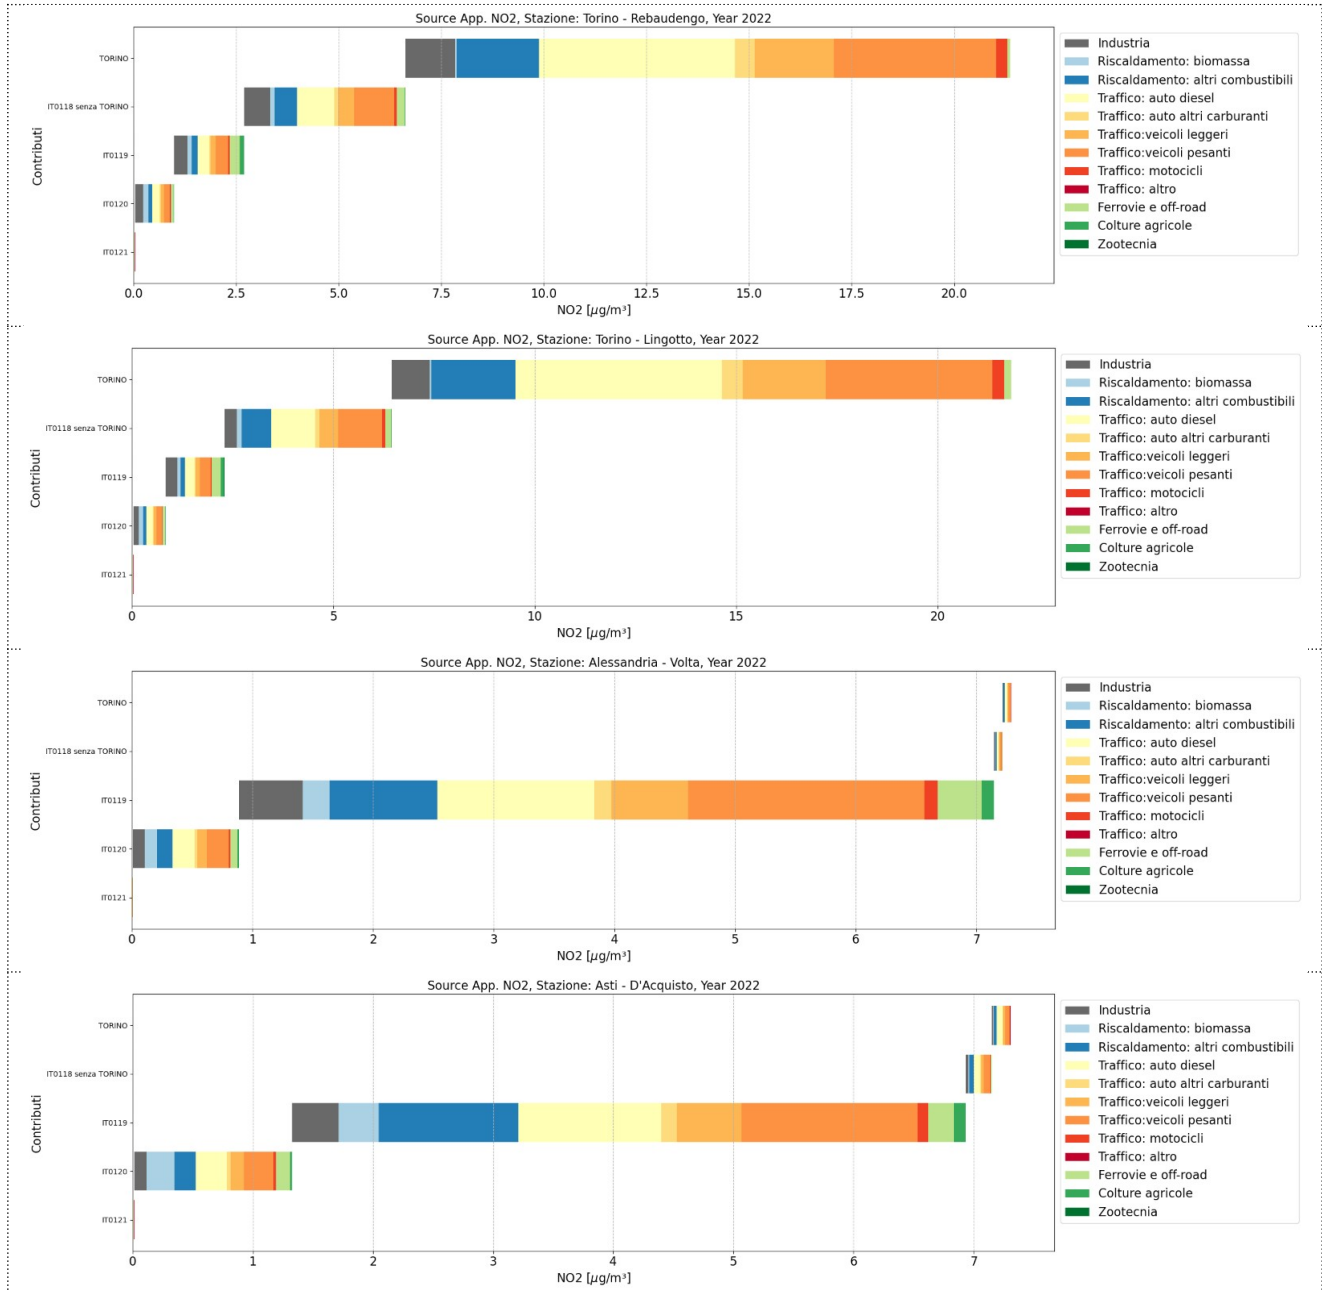 Source App. NO2, Stazione: Torino - Rebaudengo, Year 2022
Contributi
TORINO
IT0118 senza TORINO
IT0119
IT0120
IT0121
0.0 2.5 5.0 7.5 10.0 12.5 15.0 17.5 20.0
NO2 [µg/m³]
Industria
Riscaldamento: biomassa
Riscaldamento: altri combustibili
Traffico: auto diesel
Traffico: auto altri carburanti
Traffico:veicoli leggeri
Traffico:veicoli pesanti
Traffico: motocicli
Traffico: altro
Ferrovie e off-road
Colture agricole
Zootecnia
Source App. NO2, Stazione: Torino - Lingotto, Year 2022
Contributi
TORINO
IT0118 senza TORINO
IT0119
IT0120
IT0121
0 5 10 15 20
NO2 [µg/m³]
Industria
Riscaldamento: biomassa
Riscaldamento: altri combustibili
Traffico: auto diesel
Traffico: auto altri carburanti
Traffico:veicoli leggeri
Traffico:veicoli pesanti
Traffico: motocicli
Traffico: altro
Ferrovie e off-road
Colture agricole
Zootecnia
Source App. NO2, Stazione: Alessandria - Volta, Year 2022
Contributi
TORINO
IT0118 senza TORINO
IT0119
IT0120
IT0121
0 1 2 3 4 5 6 7
NO2 [µg/m³]
Industria
Riscaldamento: biomassa
Riscaldamento: altri combustibili
Traffico: auto diesel
Traffico: auto altri carburanti
Traffico:veicoli leggeri
Traffico:veicoli pesanti
Traffico: motocicli
Traffico: altro
Ferrovie e off-road
Colture agricole
Zootecnia
Source App. NO2, Stazione: Asti - D'Acquisto, Year 2022
Contributi
TORINO
IT0118 senza TORINO
IT0119
IT0120
IT0121
0 1 2 3 4 5 6 7
NO2 [µg/m³]
Industria
Riscaldamento: biomassa
Riscaldamento: altri combustibili
Traffico: auto diesel
Traffico: auto altri carburanti
Traffico:veicoli leggeri
Traffico:veicoli pesanti
Traffico: motocicli
Traffico: altro
Ferrovie e off-road
Colture agricole
Zootecnia